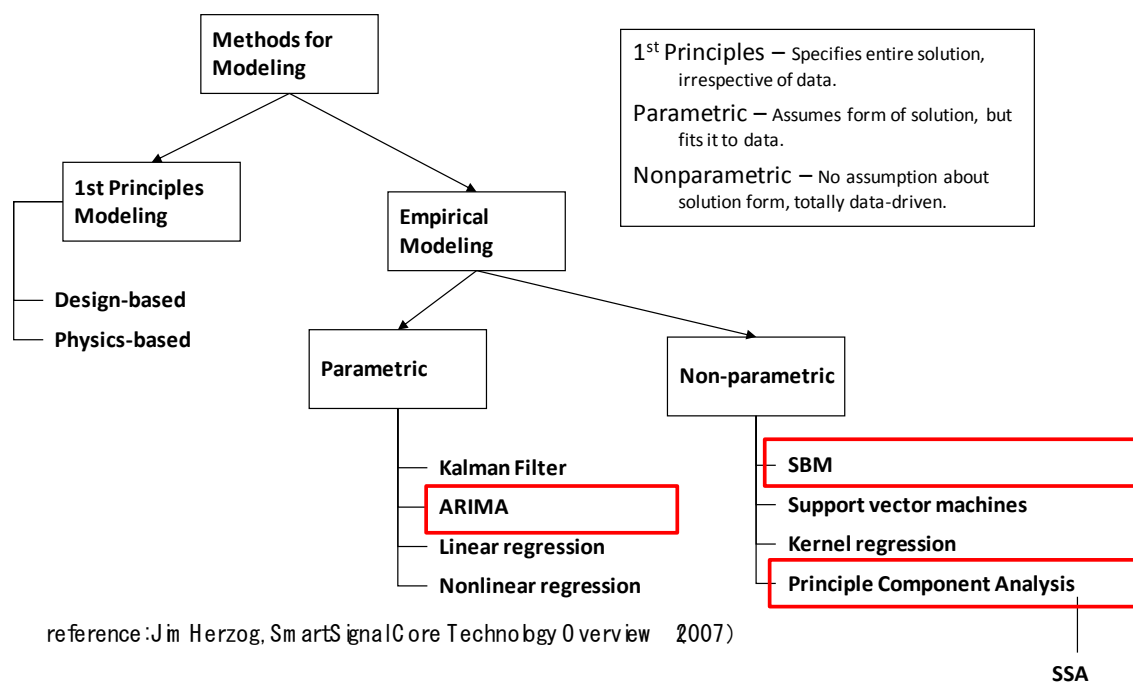 Methods for
Modeling
1st Principles – Specifies entire solution,
irrespective of data.
Parametric – Assumes form of solution, but
fits it to data.
Nonparametric – No assumption about
solution form, totally data-driven.
1st Principles
Modeling
Empirical
Modeling
Design-based
Physics-based
Parametric
Non-parametric
Kalman Filter
ARIMA
Linear regression
Nonlinear regression
SBM
Support vector machines
Kernel regression
Principle Component Analysis
SSA
reference:Jim Herzog, SmartSignal Core Technology Overview (2007)